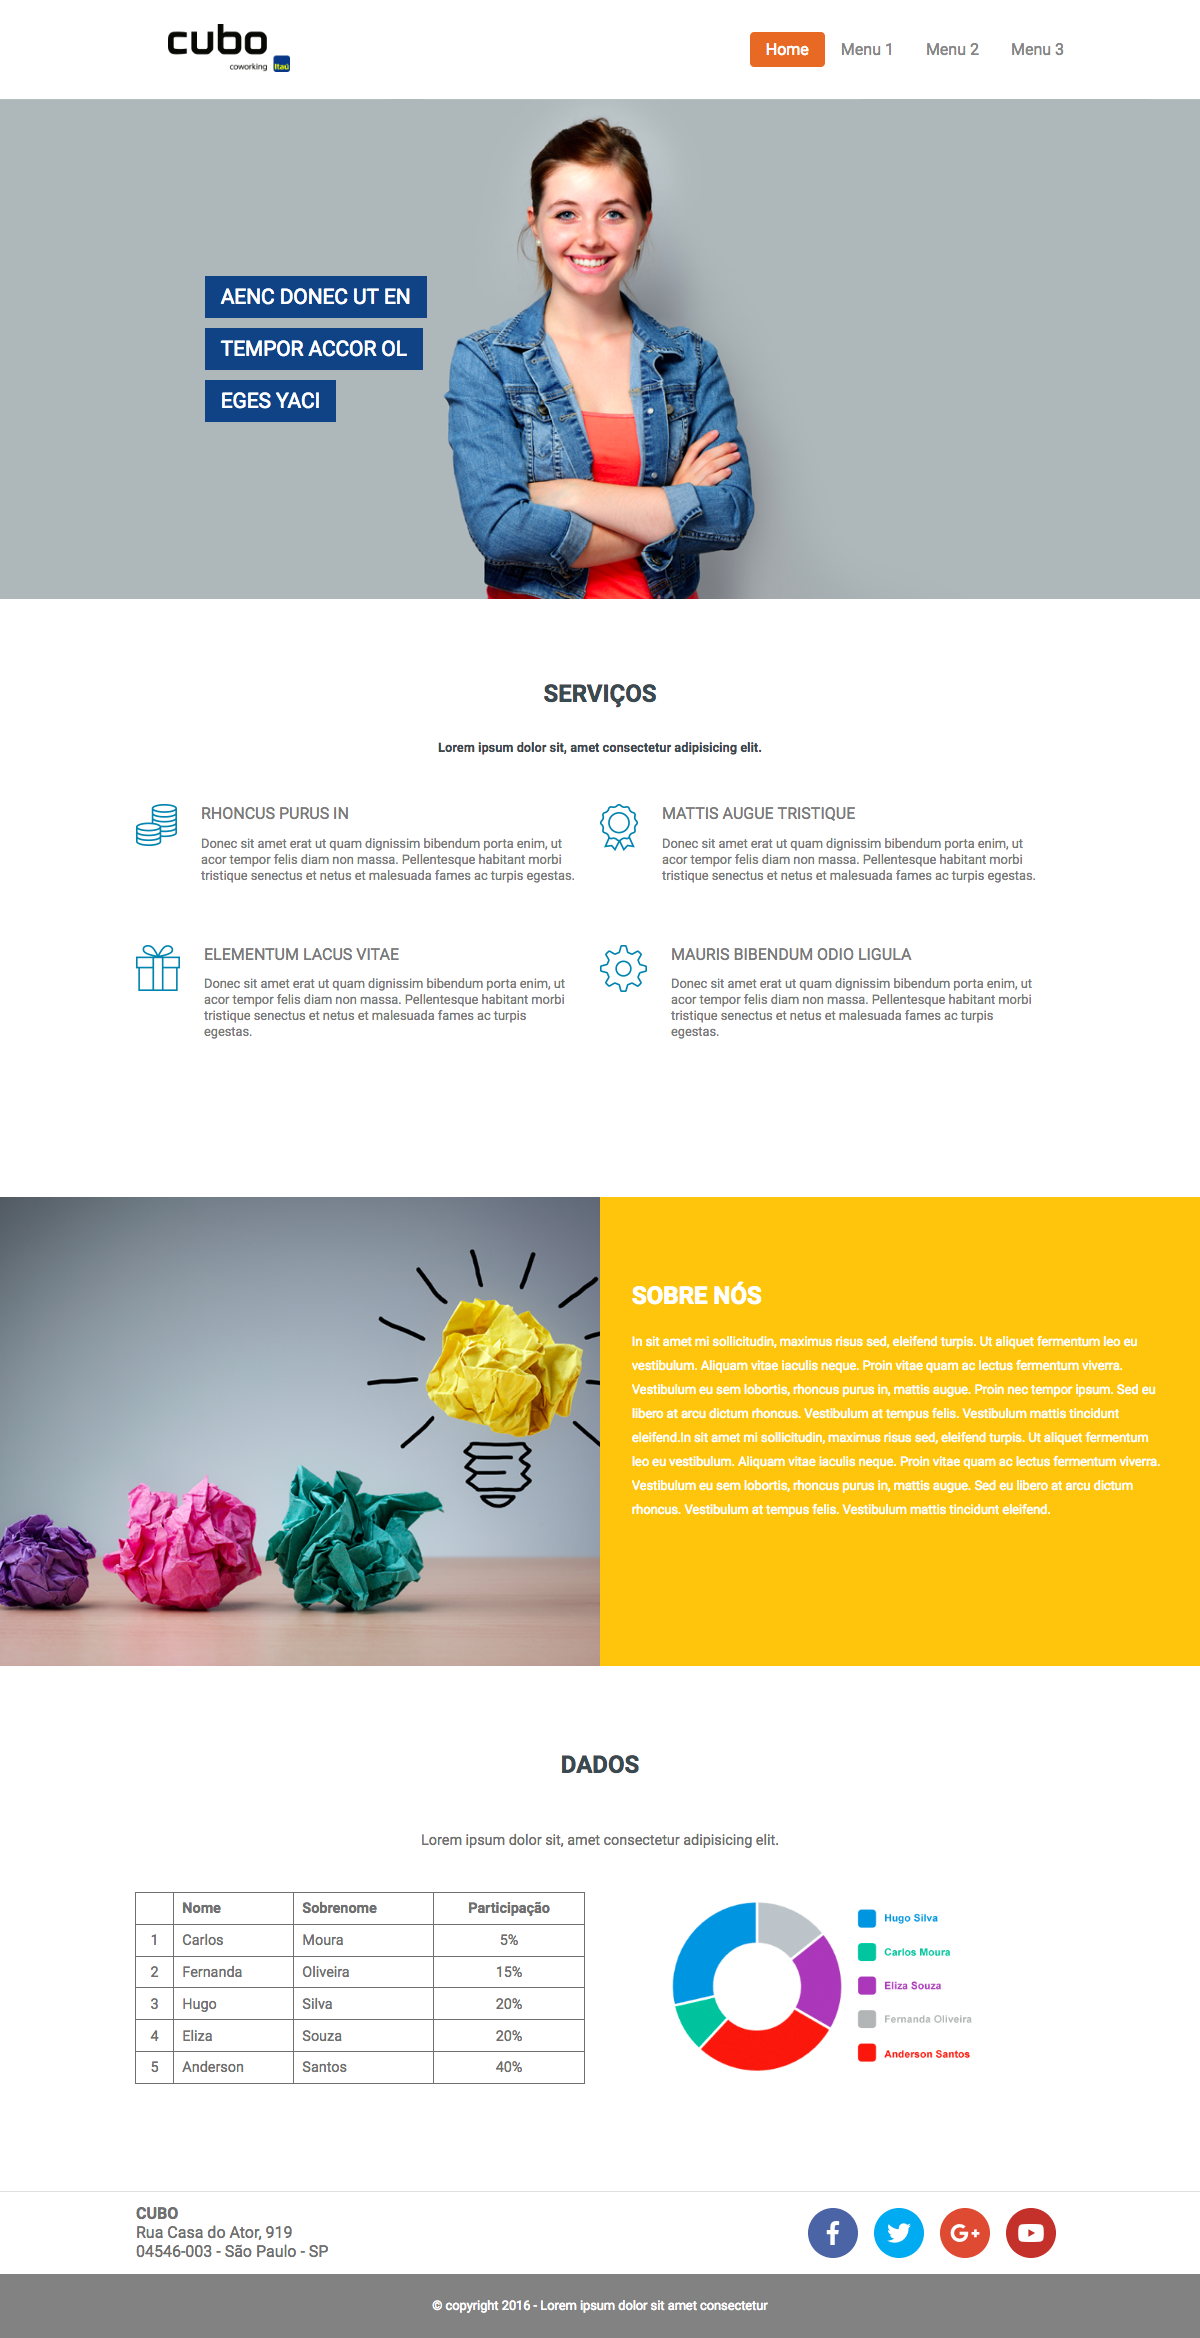 cubo
coworking Itaú
Home Menu 1 Menu 2 Menu 3
AENC DONEC UT EN
TEMPOR ACCOR OL
EGES YACI
SERVIÇOS
Lorem ipsum dolor sit, amet consectetur adipisicing elit.
RHONCUS PURUS IN
Donec sit amet erat ut quam dignissim bibendum porta enim, ut
acor tempor felis diam non massa. Pellentesque habitant morbi
tristique senectus et netus et malesuada fames ac turpis egestas.
MATTIS AUGUE TRISTIQUE
Donec sit amet erat ut quam dignissim bibendum porta enim, ut
acor tempor felis diam non massa. Pellentesque habitant morbi
tristique senectus et netus et malesuada fames ac turpis egestas.
ELEMENTUM LACUS VITAE
Donec sit amet erat ut quam dignissim bibendum porta enim, ut
acor tempor felis diam non massa. Pellentesque habitant morbi
tristique senectus et netus et malesuada fames ac turpis
egestas.
MAURIS BIBENDUM ODIO LIGULA
Donec sit amet erat ut quam dignissim bibendum porta enim, ut
acor tempor felis diam non massa. Pellentesque habitant morbi
tristique senectus et netus et malesuada fames ac turpis
egestas.
SOBRE NÓS
In sit amet mi sollicitudin, maximus risus sed, eleifend turpis. Ut aliquet fermentum leo eu
vestibulum. Aliquam vitae iaculis neque. Proin vitae quam ac lectus fermentum viverra.
Vestibulum eu sem lobortis, rhoncus purus in, mattis augue. Proin nec tempor ipsum. Sed eu
libero at arcu dictum rhoncus. Vestibulum at tempus felis. Vestibulum mattis tincidunt
eleifend.In sit amet mi sollicitudin, maximus risus sed, eleifend turpis. Ut aliquet fermentum
leo eu vestibulum. Aliquam vitae iaculis neque. Proin vitae quam ac lectus fermentum viverra.
Vestibulum eu sem lobortis, rhoncus purus in, mattis augue. Sed eu libero at arcu dictum
rhoncus. Vestibulum at tempus felis. Vestibulum mattis tincidunt eleifend.
DADOS
Lorem ipsum dolor sit, amet consectetur adipisicing elit.
Nome Sobrenome Participação
1 Carlos Moura 5%
2 Fernanda Oliveira 15%
3 Hugo Silva 20%
4 Eliza Souza 20%
5 Anderson Santos 40%
Hugo Silva
Carlos Moura
Eliza Souza
Fernanda Oliveira
Anderson Santos
CUBO
Rua Casa do Ator, 919
04546-003 - São Paulo - SP
f G+
© copyright 2016 - Lorem ipsum dolor sit amet consectetur